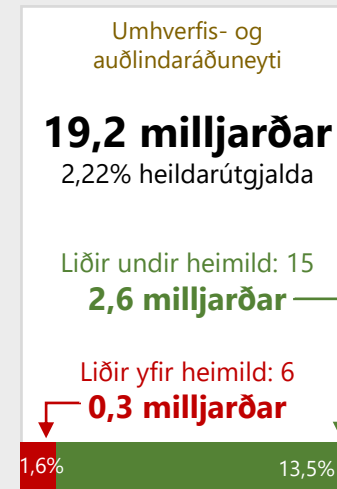 Umhverfis- og
auðlindaráðuneyti
19,2 milljarðar
2,22% heildarútgjalda
Liðir undir heimild: 15
2,6 milljarðar
Liðir yfir heimild: 6
0,3 milljarðar
1,6%
13,5%